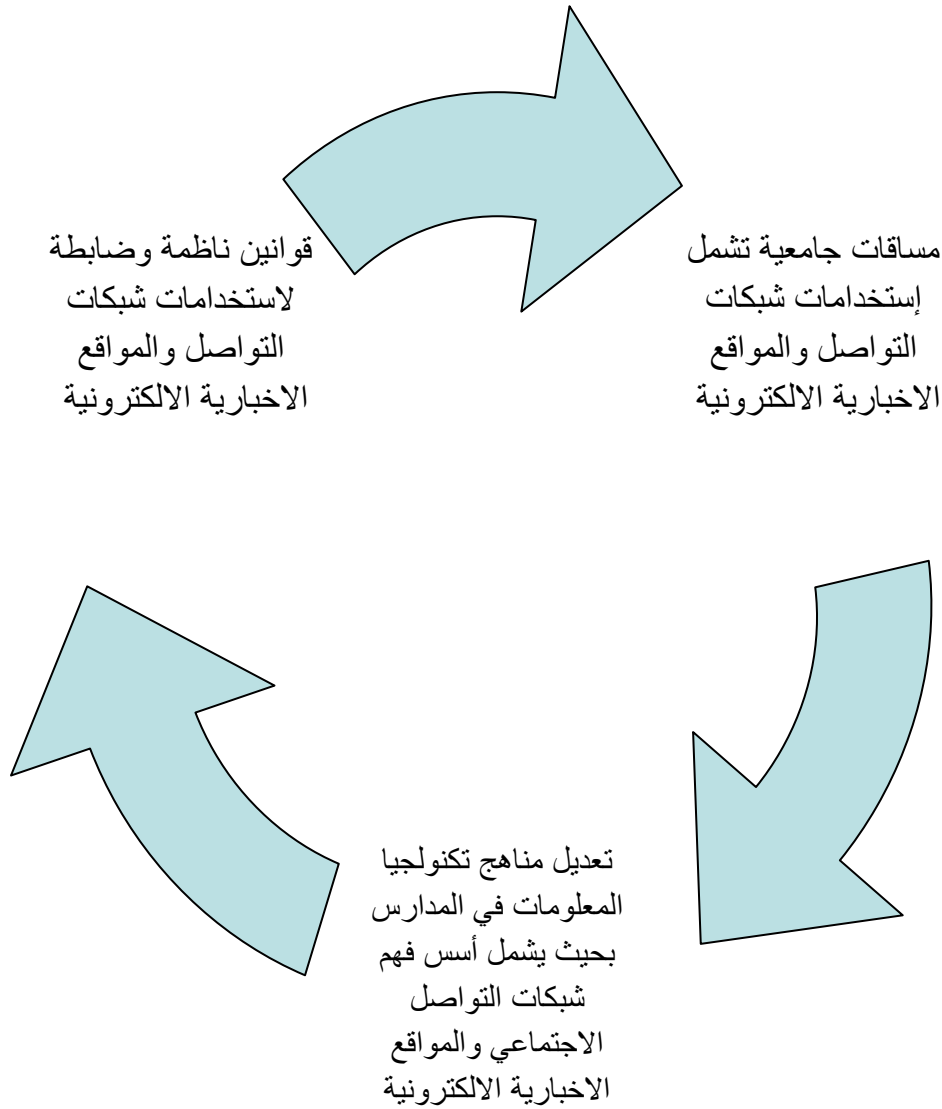 مساقات جامعية تشمل
إستخدامات شبكات
التواصل والمواقع
الاخبارية الالكترونية
تعديل مناهج تكنولجيا
المعلومات في المدارس
بحيث يشمل أسس فهم
شبكات التواصل
الاجتماعي والمواقع
الاخبارية الالكترونية
قوانين ناظمة وضابطة
لاستخدامات شبكات
التواصل والمواقع
الاخبارية الالكترونية